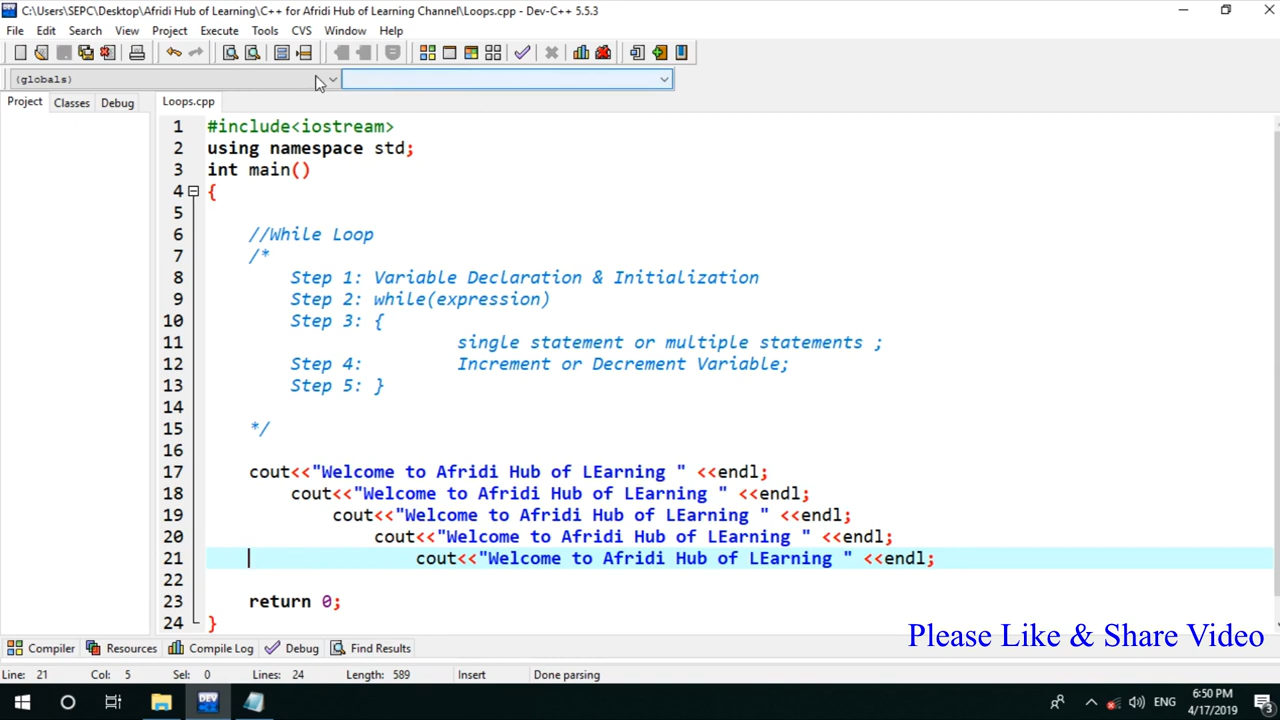 C:\Users\SEPC\Desktop\Afridi Hub of Learning\C++ for Afridi Hub of Learning Channel\Loops.cpp - Dev-C++ 5.5.3
File Edit Search View Project Execute Tools CVS Window Help
(globals)
Project Classes Debug Loops.cpp
1 #include<iostream>
2 using namespace std;
3 int main()
4 {
5
6 //While Loop
7 /*
8 Step 1: Variable Declaration & Initialization
9 Step 2: while(expression)
10 Step 3: {
11 single statement or multiple statements ;
12 Step 4: Increment or Decrement Variable;
13 Step 5: }
14
15 */
16
17 cout<<"Welcome to Afridi Hub of LEarning " <<endl;
18 cout<<"Welcome to Afridi Hub of LEarning " <<endl;
19 cout<<"Welcome to Afridi Hub of LEarning " <<endl;
20 cout<<"Welcome to Afridi Hub of LEarning " <<endl;
21 cout<<"Welcome to Afridi Hub of LEarning " <<endl;
22
23 return 0;
24 }
Please Like & Share Video
Compiler Resources Compile Log Debug Find Results
Line: 21 Col: 5 Sel: 0 Lines: 24 Length: 589 Insert Done parsing
DEV ENG 6:50 PM
4/17/2019 3